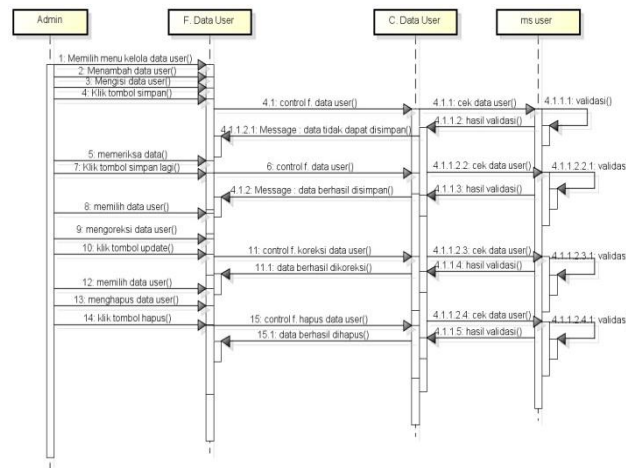 Admin
F. Data User
C. Data User
ms user
1: Memilih menu kelola data user()
2: Menambah data user()
3: Mengisi data user()
4: Klik tombol simpan()
4.1: control f. data user()
4.1.1: cek data user()
4.1.1.1: validasi()
4.1.1.2: hasil validasi()
4.1.1.2.1: Message : data tidak dapat disimpan()
5: memeriksa data()
7: Klik tombol simpan lagi()
6: control f. data user()
4.1.1.2.2: cek data user()
4.1.1.2.2.1: validas
4.1.2: Message : data berhasil disimpan()
4.1.1.3: hasil validasi()
8: memilih data user()
9: mengoreksi data user()
10: klik tombol update()
11: control f. koreksi data user()
4.1.1.2.3: cek data user()
4.1.1.2.3.1: validas
11.1: data berhasil dikoreksi()
4.1.1.4: hasil validasi()
12: memilih data user()
13: menghapus data user()
14: klik tombol hapus()
15: control f. hapus data user()
4.1.1.2.4: cek data user()
4.1.1.2.4.1: validas
15.1: data berhasil dihapus()
4.1.1.5: hasil validasi()